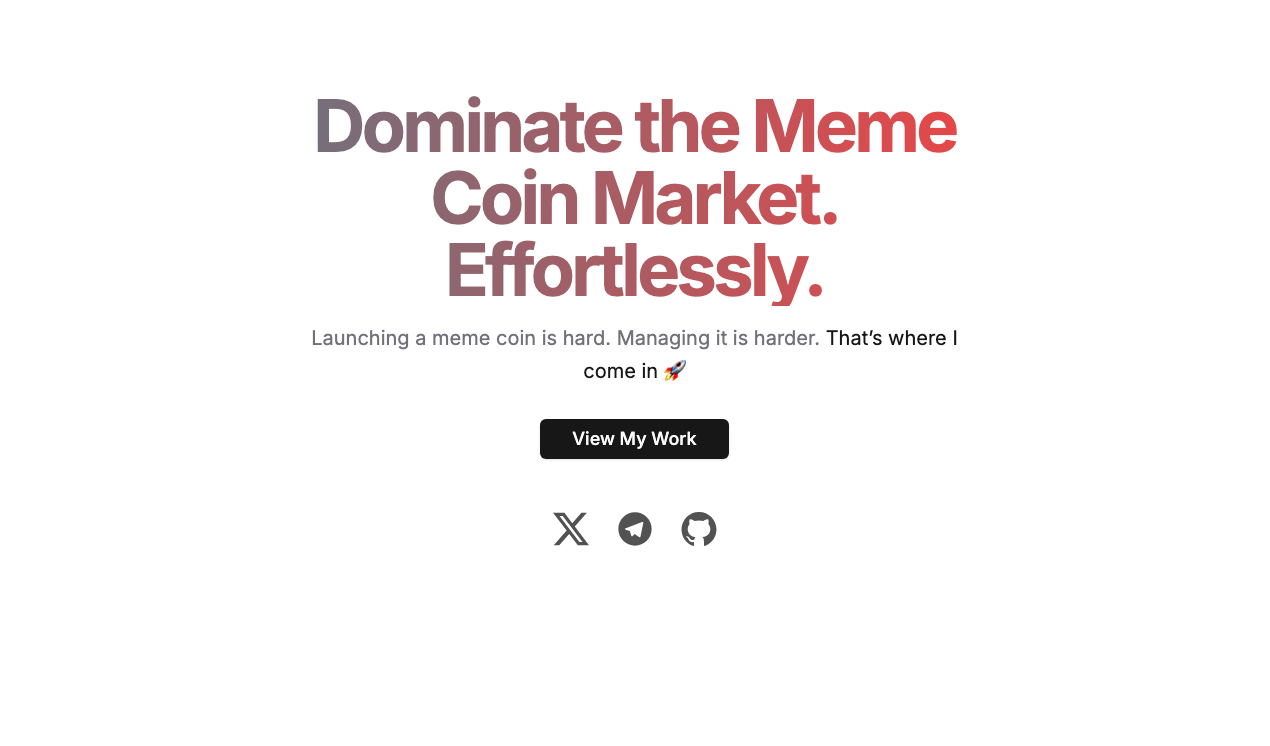 Dominate the Meme
Coin Market.
Effortlessly.
Launching a meme coin is hard. Managing it is harder. That’s where I
come in 🚀
View My Work